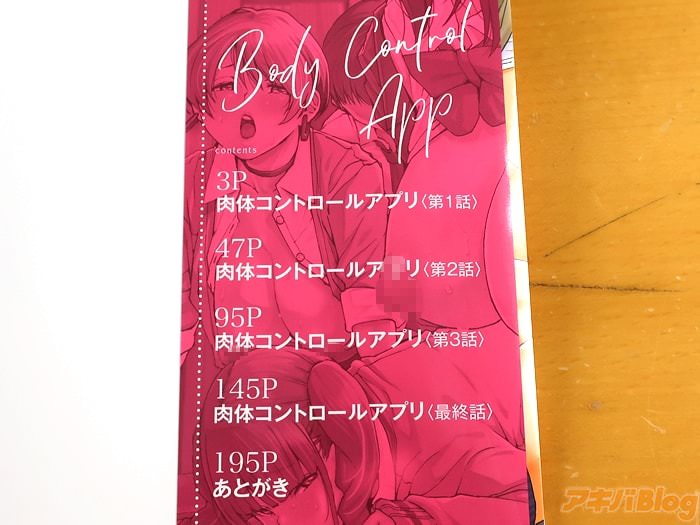 Body Control
App
contents
3P
肉体コントロールアプリ〈第1話〉
47P
肉体コントロールアプリ〈第2話〉
95P
肉体コントロールアプリ〈第3話〉
145P
肉体コントロールアプリ〈最終話〉
195P
あとがき
アキバBlog